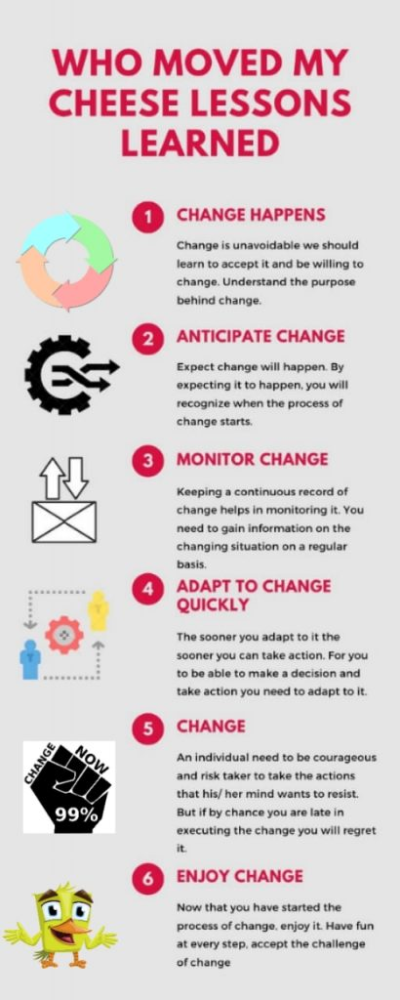 WHO MOVED MY
CHEESE LESSONS
LEARNED
1 CHANGE HAPPENS
Change is unavoidable we should
learn to accept it and be willing to
change. Understand the purpose
behind change.
2 ANTICIPATE CHANGE
Expect change will happen. By
expecting it to happen, you will
recognize when the process of
change starts.
3 MONITOR CHANGE
Keeping a continuous record of
change helps in monitoring it. You
need to gain information on the
changing situation on a regular
basis.
4 ADAPT TO CHANGE
QUICKLY
The sooner you adapt to it the
sooner you can take action. For you
to be able to make a decision and
take action you need to adapt to it.
5 CHANGE
An individual need to be courageous
and risk taker to take the actions
that his/ her mind wants to resist.
But if by chance you are late in
executing the change you will regret
it.
CHANGE
NOW
99%
6 ENJOY CHANGE
Now that you have started the
process of change, enjoy it. Have fun
at every step, accept the challenge
of change